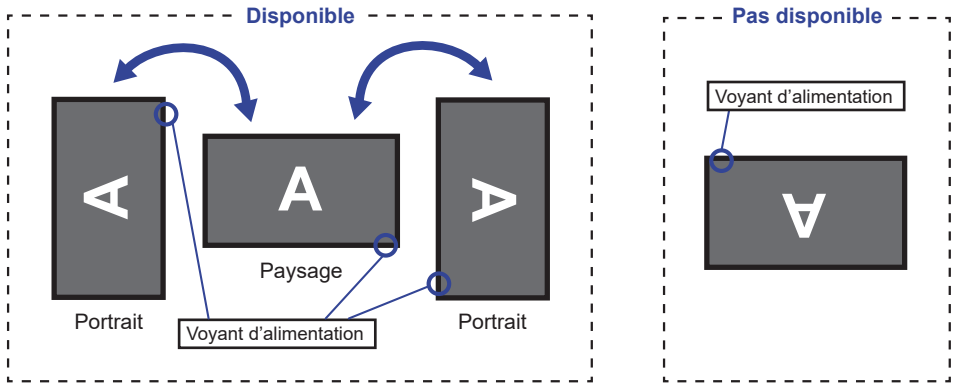 Disponible
A
A
A
Paysage
Portrait
Voyant d'alimentation
Portrait
Pas disponible
Voyant d'alimentation
A